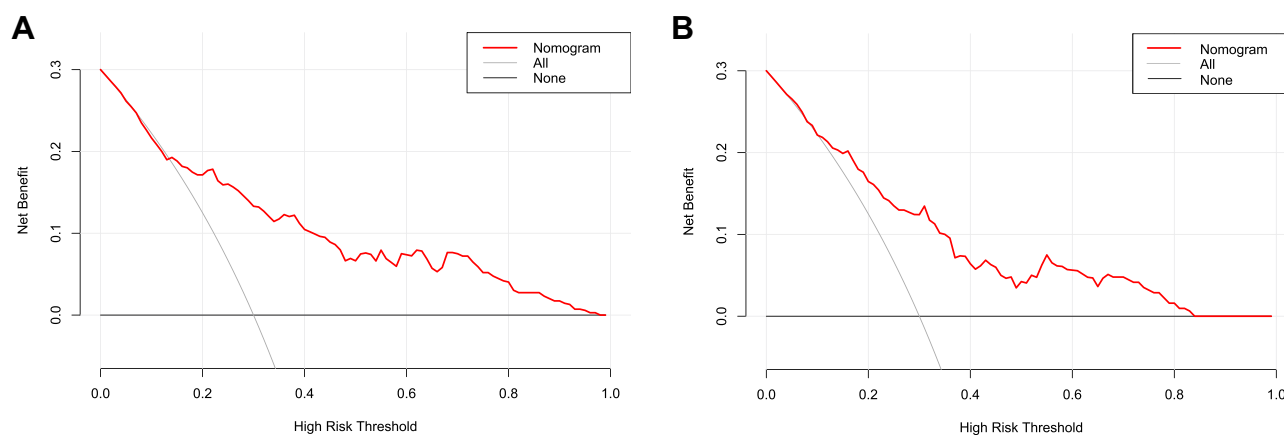 A
Nomogram
All
None
0.3
0.2
0.1
0.0
Net Benefit
0.0 0.2 0.4 0.6 0.8 1.0
High Risk Threshold
B
Nomogram
All
None
0.3
0.2
0.1
0.0
Net Benefit
0.0 0.2 0.4 0.6 0.8 1.0
High Risk Threshold